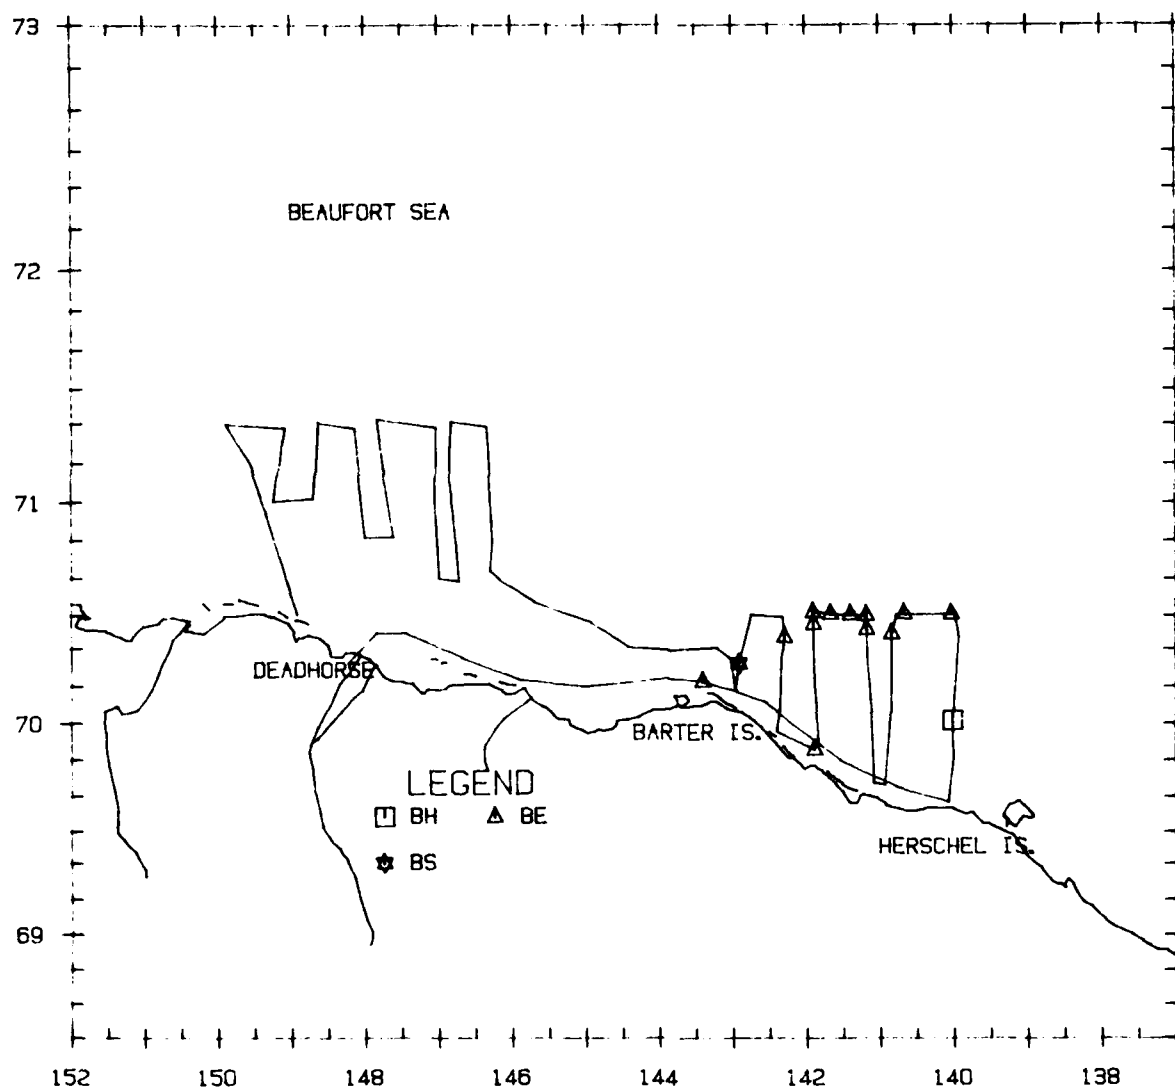 73
BEAUFORT SEA
72
71
DEADHORSE
70
BARTER IS.
LEGEND
BH BE
HERSCHEL IS.
BS
69
152 150 148 146 144 142 140 138